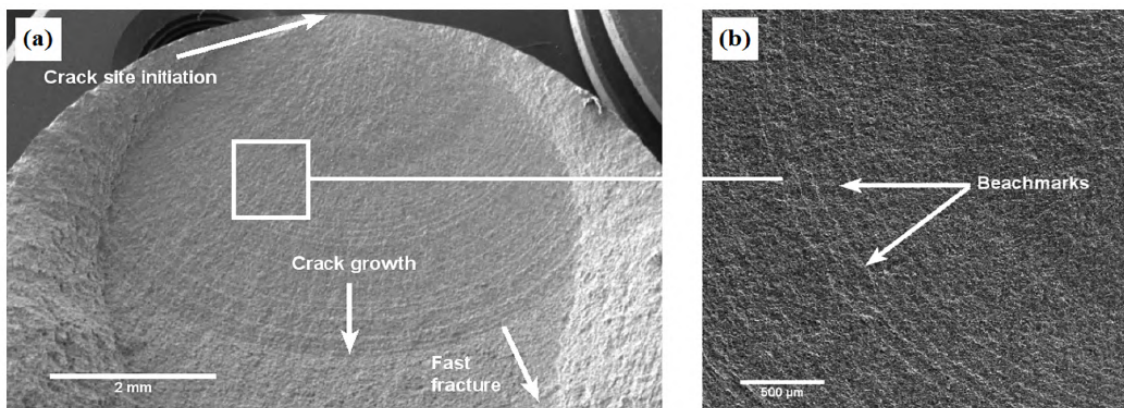 (a)
Crack site initiation
Crack growth
Fast
fracture
2 mm
(b)
Beachmarks
500 µm